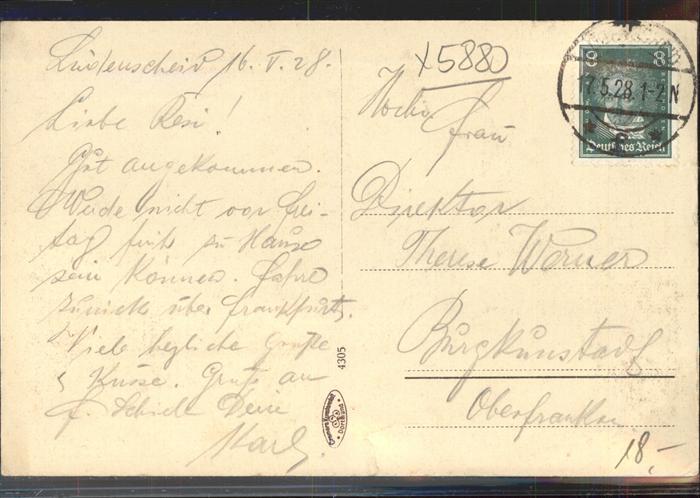 Lüdenscheid 16. V. 28.
Liebe Resi!
Gut angekommen.
Werde nicht vor Frei-
tag früh zu Hause
sein können. Fahre
zurück über Frankfurt.
Viele herzliche Grüße
& Küsse. Gruß an
Dein
Karl.
4305
x5880
Frau
Direktor
Therese Werner
Burgkunstadt
Oberfranken
18,-
8 8
Deutsches Reich
17.5.28.1-2N